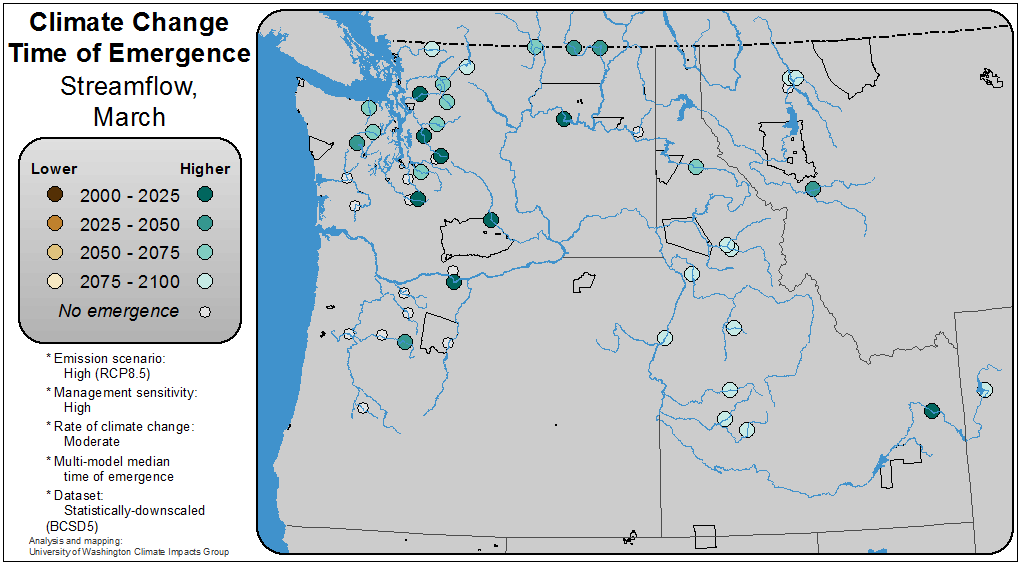 Climate Change
Time of Emergence
Streamflow,
March
Lower Higher
2000 - 2025
2025 - 2050
2050 - 2075
2075 - 2100
No emergence
* Emission scenario:
High (RCP8.5)
* Management sensitivity:
High
* Rate of climate change:
Moderate
* Multi-model median
time of emergence
* Dataset:
Statistically-downscaled
(BCSD5)
Analysis and mapping:
University of Washington Climate Impacts Group